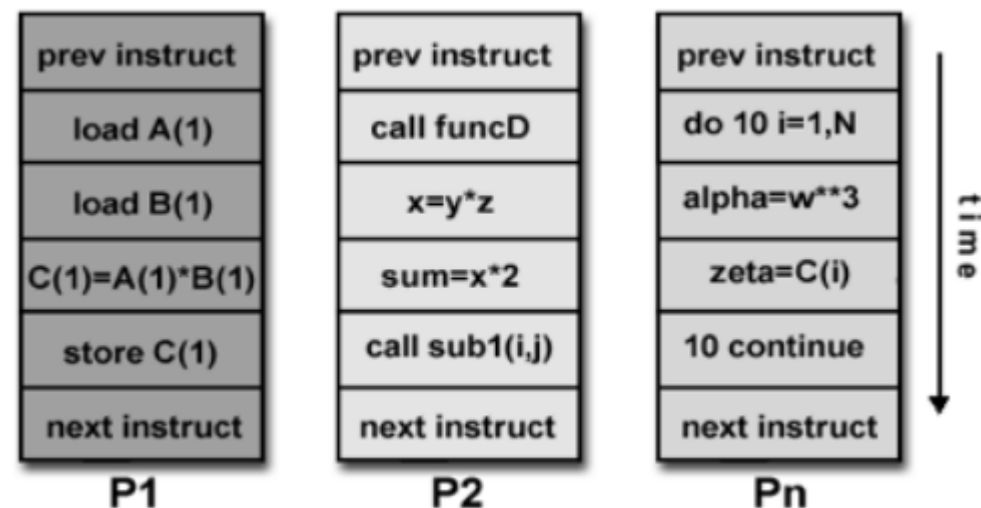 prev instruct
load A(1)
load B(1)
C(1)=A(1)*B(1)
store C(1)
next instruct
P1
prev instruct
call funcD
x=y*z
sum=x*2
call sub1(i,j)
next instruct
P2
prev instruct
do 10 i=1,N
alpha=w**3
zeta=C(i)
10 continue
next instruct
Pn
time